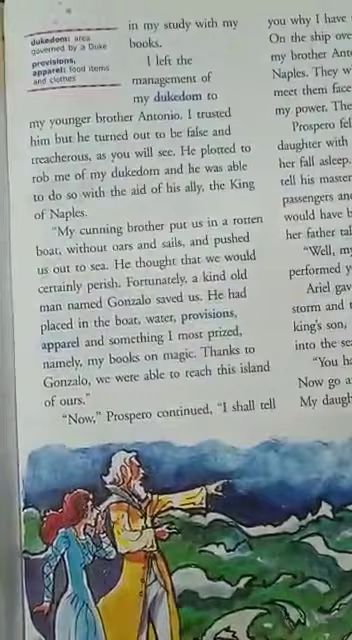 dukedom: area
governed by a Duke
provisions,
apparel: food items
and clothes
in my study with my
books.
I left the
management of
my dukedom to
my younger brother Antonio. I trusted
him but he turned out to be false and
treacherous, as you will see. He plotted to
rob me of my dukedom and he was able
to do so with the aid of his ally, the King
of Naples.
"My cunning brother put us in a rotten
boat, without oars and sails, and pushed
us out to sea. He thought that we would
certainly perish. Fortunately, a kind old
man named Gonzalo saved us. He had
placed in the boat, water, provisions,
apparel and something I most prized,
namely, my books on magic. Thanks to
Gonzalo, we were able to reach this island
of ours."
"Now," Prospero continued, "I shall tell
you why I have
On the ship ove
my brother Ant
Naples. They w
meet them face
my power. The
Prospero fel
daughter with
her fall asleep.
tell his master
passengers an
would have b
her father tal
"Well, my
performed y
Ariel gav
storm and
king's son,
into the se
"You ha
Now go a
My daugh